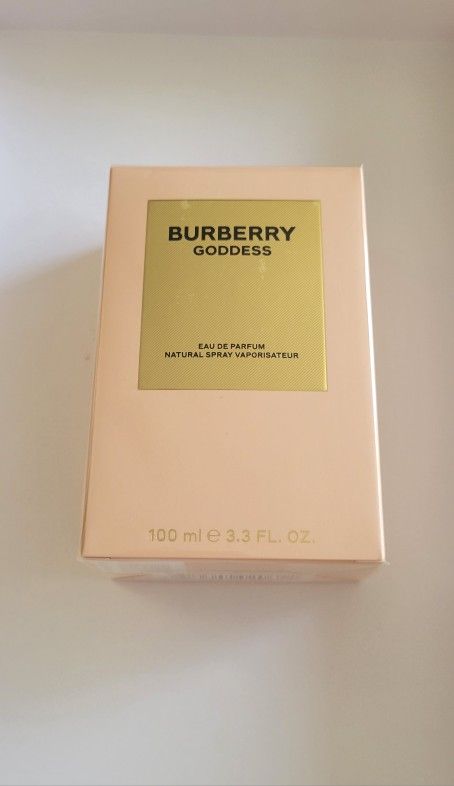 BURBERRY
GODDESS
EAU DE PARFUM
NATURAL SPRAY VAPORISATEUR
100 ml ℮ 3.3 FL. OZ.